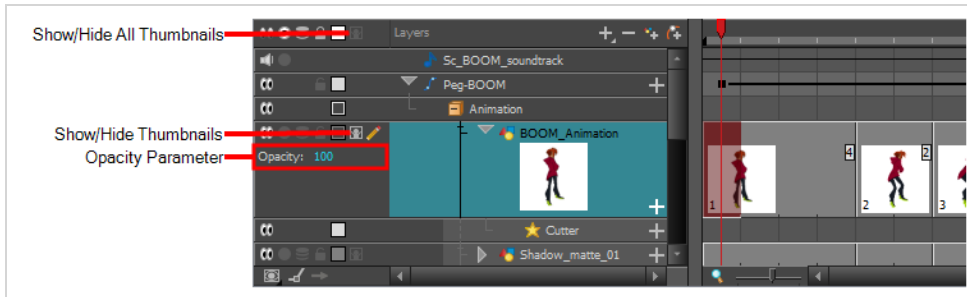 Show/Hide All Thumbnails
Layers
Sc_BOOM_soundtrack
Peg-BOOM
Animation
Show/Hide Thumbnails
BOOM_Animation
Opacity Parameter
Opacity: 100
4
2
1
2
3
Cutter
Shadow_matte_01